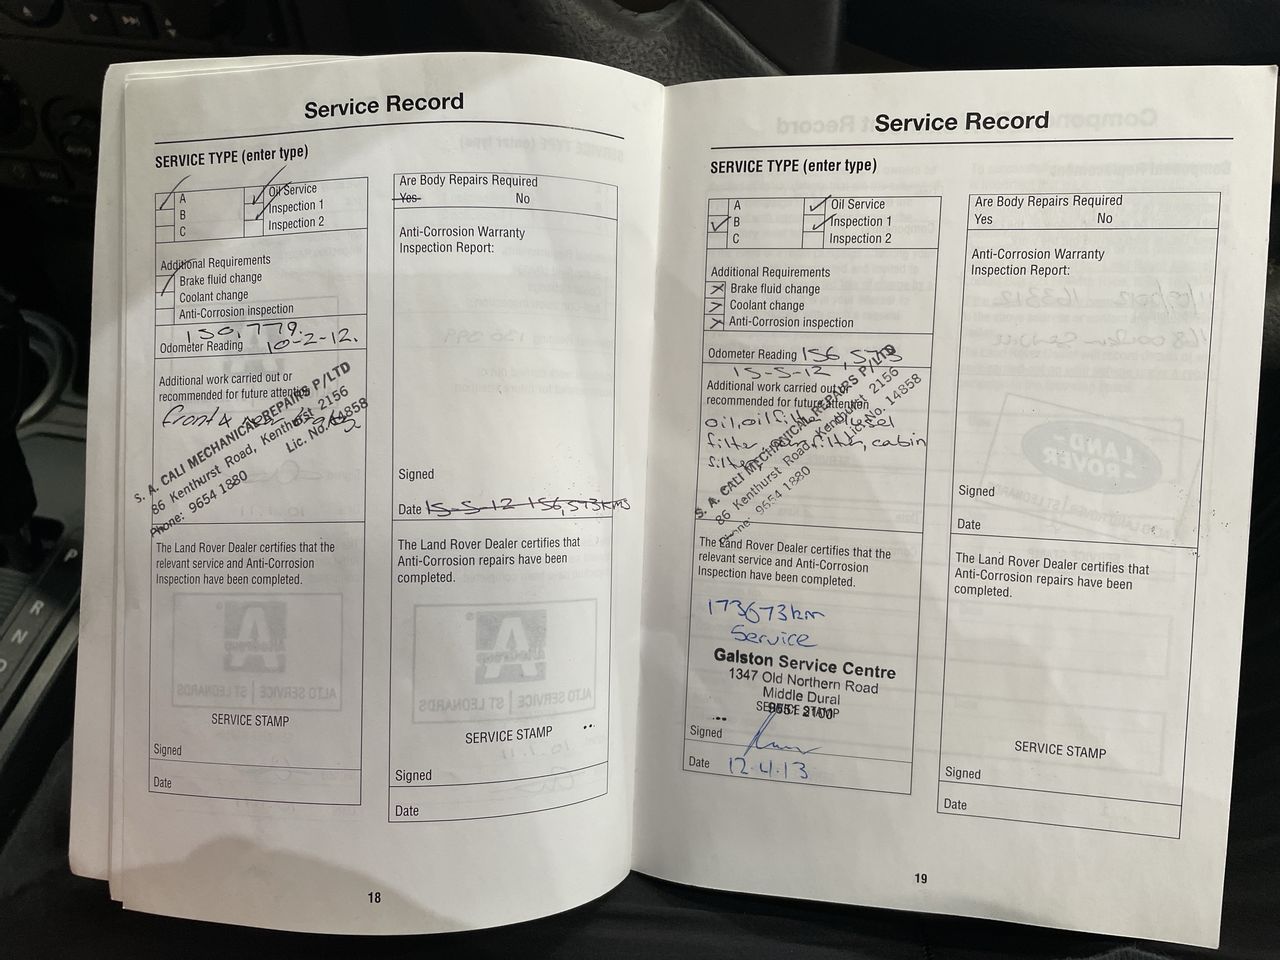 Service Record
SERVICE TYPE (enter type)
A
B
C
Oil Service
Inspection 1
Inspection 2
Additional Requirements
Brake fluid change
Coolant change
Anti-Corrosion inspection
150,779.
Odometer Reading 10-2-12.
Additional work carried out or
recommended for future attention
Front
S. A. CALI MECHANICAL REPAIRS P/LTD
86 Kenthurst Road, Kenthurst 2156
Phone: 9654 1880 Lic. No. 14858
The Land Rover Dealer certifies that the
relevant service and Anti-Corrosion
Inspection have been completed.
SERVICE STAMP
Signed
Date
Are Body Repairs Required
Yes No
Anti-Corrosion Warranty
Inspection Report:
Signed
Date 15-5-12 156,573kms
The Land Rover Dealer certifies that
Anti-Corrosion repairs have been
completed.
SERVICE STAMP
Signed
Date
18
Service Record
SERVICE TYPE (enter type)
A
B
C
Oil Service
Inspection 1
Inspection 2
Additional Requirements
Brake fluid change
Coolant change
Anti-Corrosion inspection
Odometer Reading 156,573
15-5-12
Additional work carried out or
recommended for future attention
oil, oil filter
filter, filter, cabin
filter
S. A. CALI MECHANICAL REPAIRS P/LTD
86 Kenthurst Road, Kenthurst 2156
Phone: 9654 1880 Lic. No. 14858
The Land Rover Dealer certifies that the
relevant service and Anti-Corrosion
Inspection have been completed.
173673km
Service
Galston Service Centre
1347 Old Northern Road
Middle Dural
SERVICE STAMP
9651 2100
Signed
Date 12.4.13
Are Body Repairs Required
Yes No
Anti-Corrosion Warranty
Inspection Report:
Signed
Date
The Land Rover Dealer certifies that
Anti-Corrosion repairs have been
completed.
SERVICE STAMP
Signed
Date
19
P
R
N
D